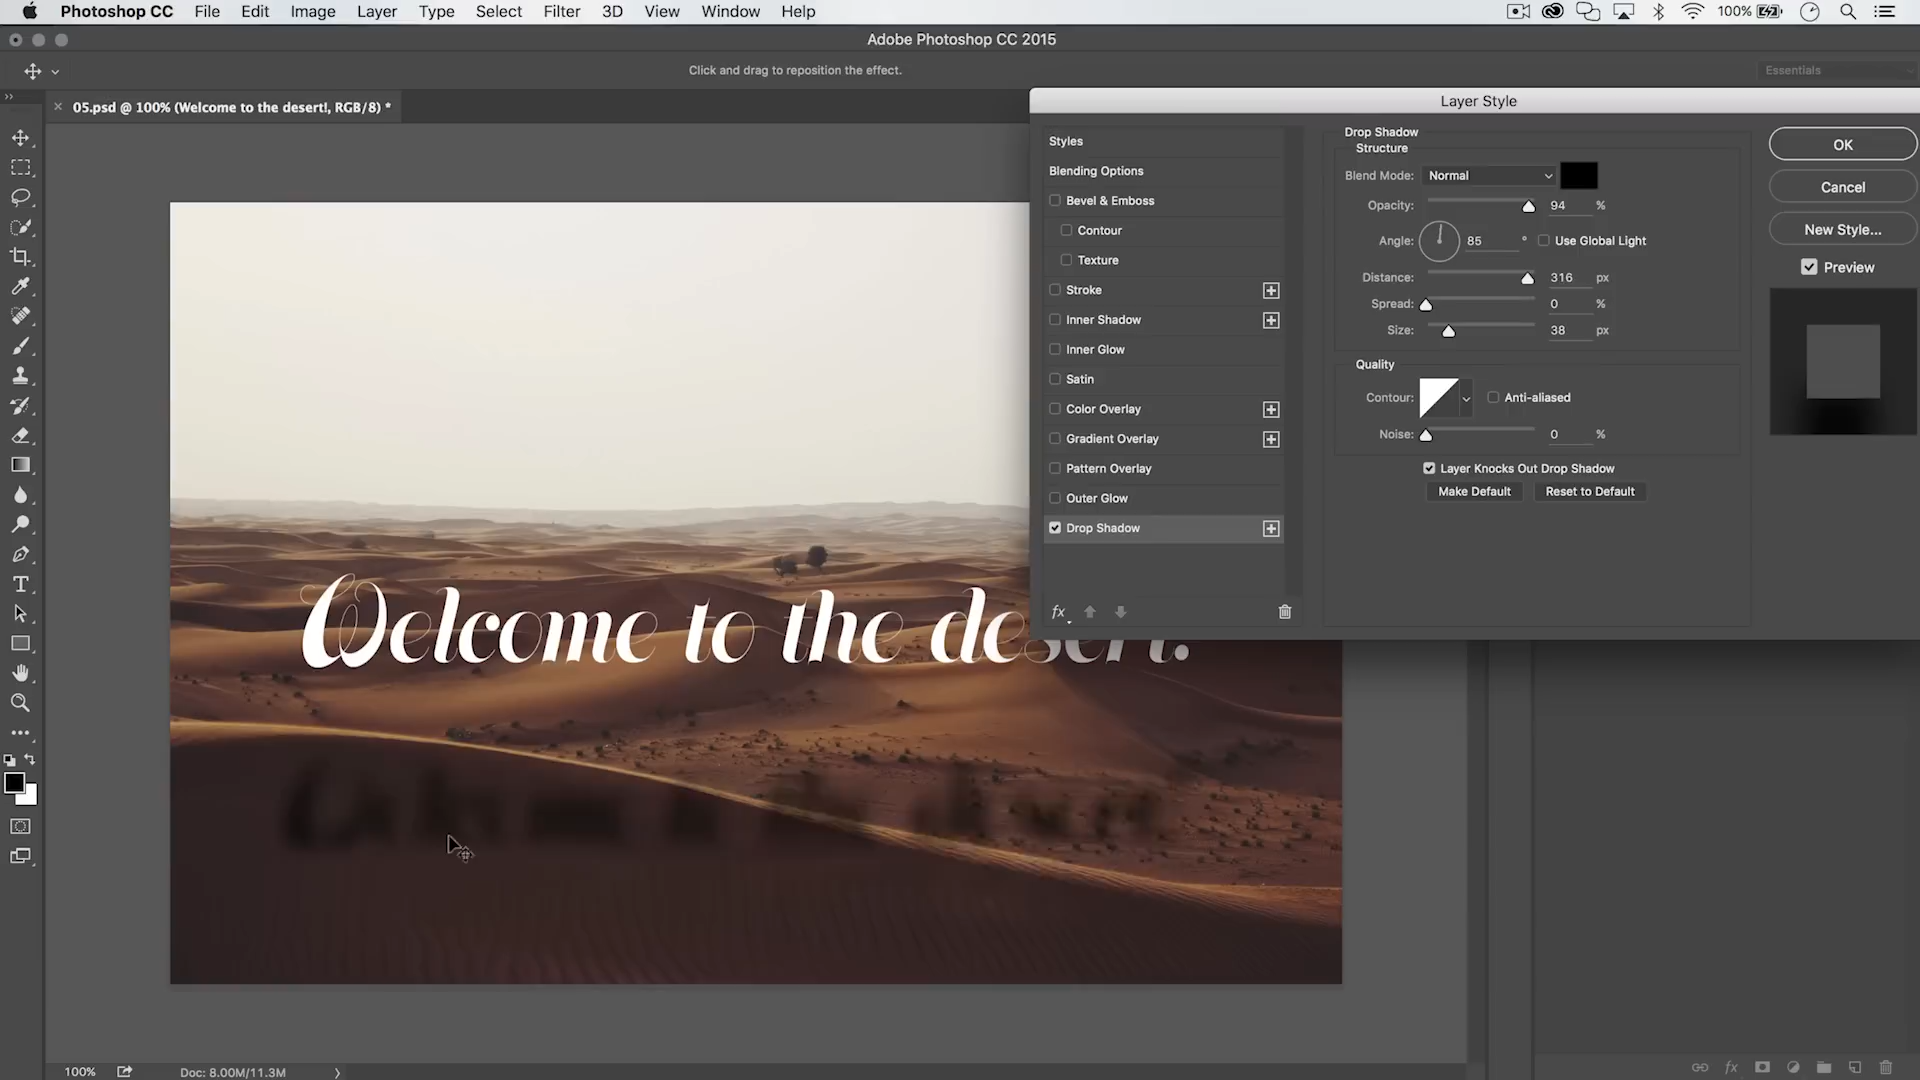 Photoshop CC File Edit Image Layer Type Select Filter 3D View Window Help 100%
Adobe Photoshop CC 2015
Click and drag to reposition the effect.
Essentials
05.psd @ 100% (Welcome to the desert!, RGB/8) *
Layer Style
Styles
Blending Options
Bevel & Emboss
Contour
Texture
Stroke
Inner Shadow
Inner Glow
Satin
Color Overlay
Gradient Overlay
Pattern Overlay
Outer Glow
Drop Shadow
fx
Drop Shadow
Structure
Blend Mode: Normal
Opacity: 94 %
Angle: 85 ° Use Global Light
Distance: 316 px
Spread: 0 %
Size: 38 px
Quality
Contour: Anti-aliased
Noise: 0 %
Layer Knocks Out Drop Shadow
Make Default Reset to Default
OK
Cancel
New Style...
Preview
Welcome to the desert!
100% Doc: 8.00M/11.3M
fx